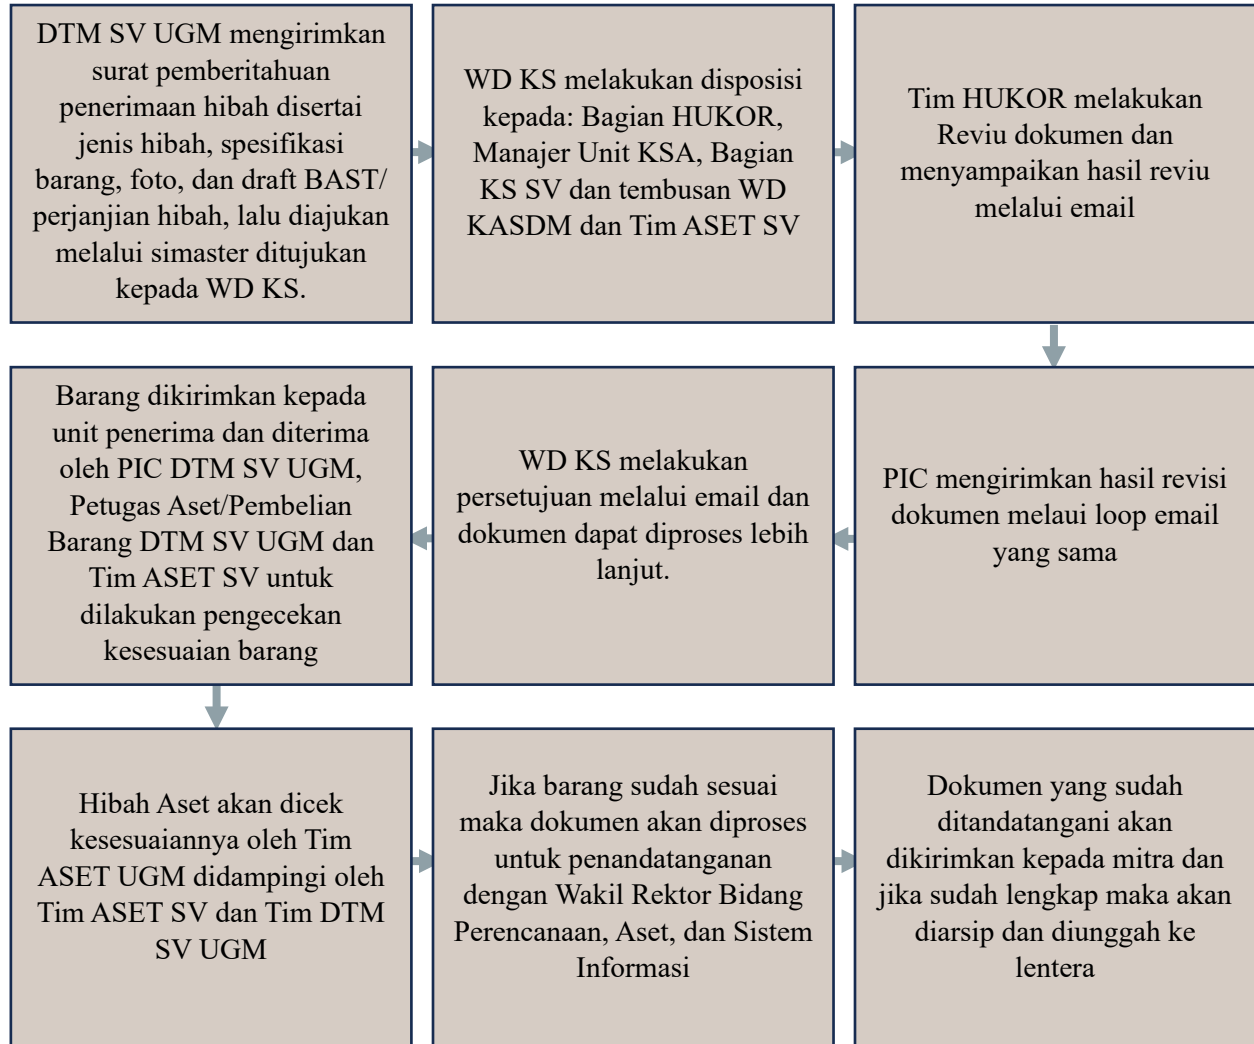 DTM SV UGM mengirimkan
surat pemberitahuan
penerimaan hibah disertai
jenis hibah, spesifikasi
barang, foto, dan draft BAST/
perjanjian hibah, lalu diajukan
melalui simaster ditujukan
kepada WD KS.
WD KS melakukan disposisi
kepada: Bagian HUKOR,
Manajer Unit KSA, Bagian
KS SV dan tembusan WD
KASDM dan Tim ASET SV
Tim HUKOR melakukan
Reviu dokumen dan
menyampaikan hasil reviu
melalui email
PIC mengirimkan hasil revisi
dokumen melaui loop email
yang sama
WD KS melakukan
persetujuan melalui email dan
dokumen dapat diproses lebih
lanjut.
Barang dikirimkan kepada
unit penerima dan diterima
oleh PIC DTM SV UGM,
Petugas Aset/Pembelian
Barang DTM SV UGM dan
Tim ASET SV untuk
dilakukan pengecekan
kesesuaian barang
Hibah Aset akan dicek
kesesuaiannya oleh Tim
ASET UGM didampingi oleh
Tim ASET SV dan Tim DTM
SV UGM
Jika barang sudah sesuai
maka dokumen akan diproses
untuk penandatanganan
dengan Wakil Rektor Bidang
Perencanaan, Aset, dan Sistem
Informasi
Dokumen yang sudah
ditandatangani akan
dikirimkan kepada mitra dan
jika sudah lengkap maka akan
diarsip dan diunggah ke
lentera